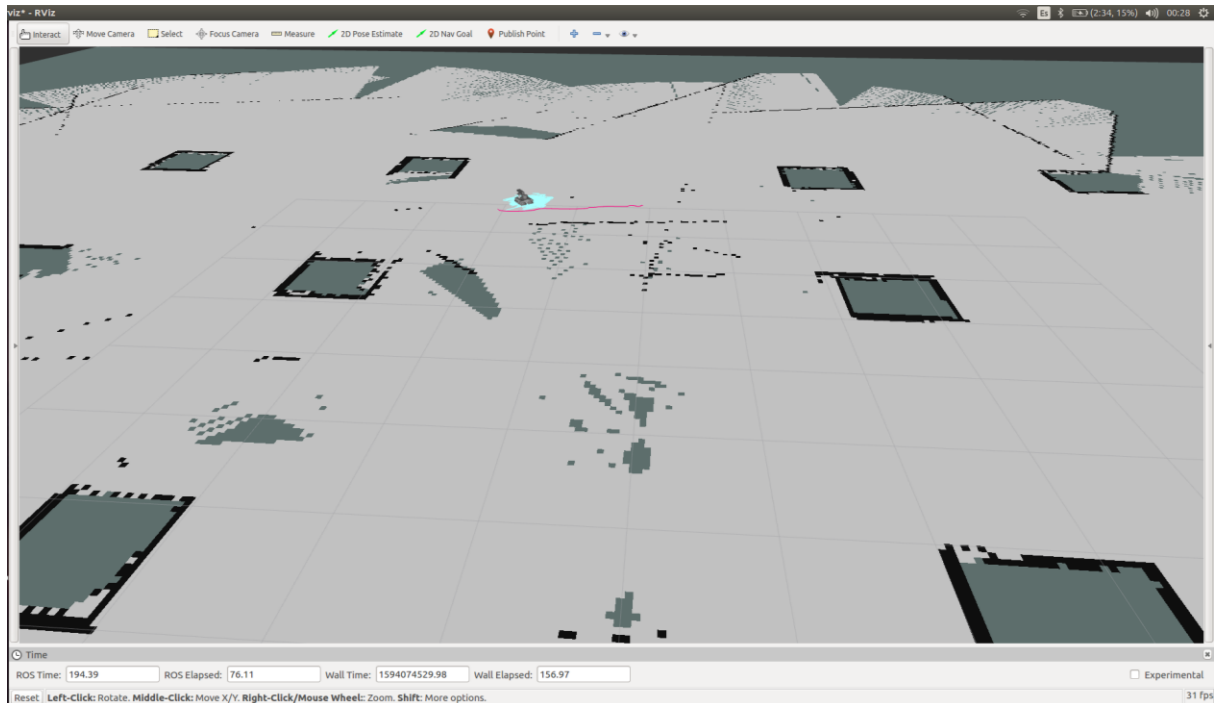 viz* - RViz Es (2:34, 15%) 00:28
Interact Move Camera Select Focus Camera Measure 2D Pose Estimate 2D Nav Goal Publish Point
Time
ROS Time: 194.39 ROS Elapsed: 76.11 Wall Time: 1594074529.98 Wall Elapsed: 156.97 Experimental
Reset Left-Click: Rotate. Middle-Click: Move X/Y. Right-Click/Mouse Wheel: Zoom. Shift: More options. 31 fps